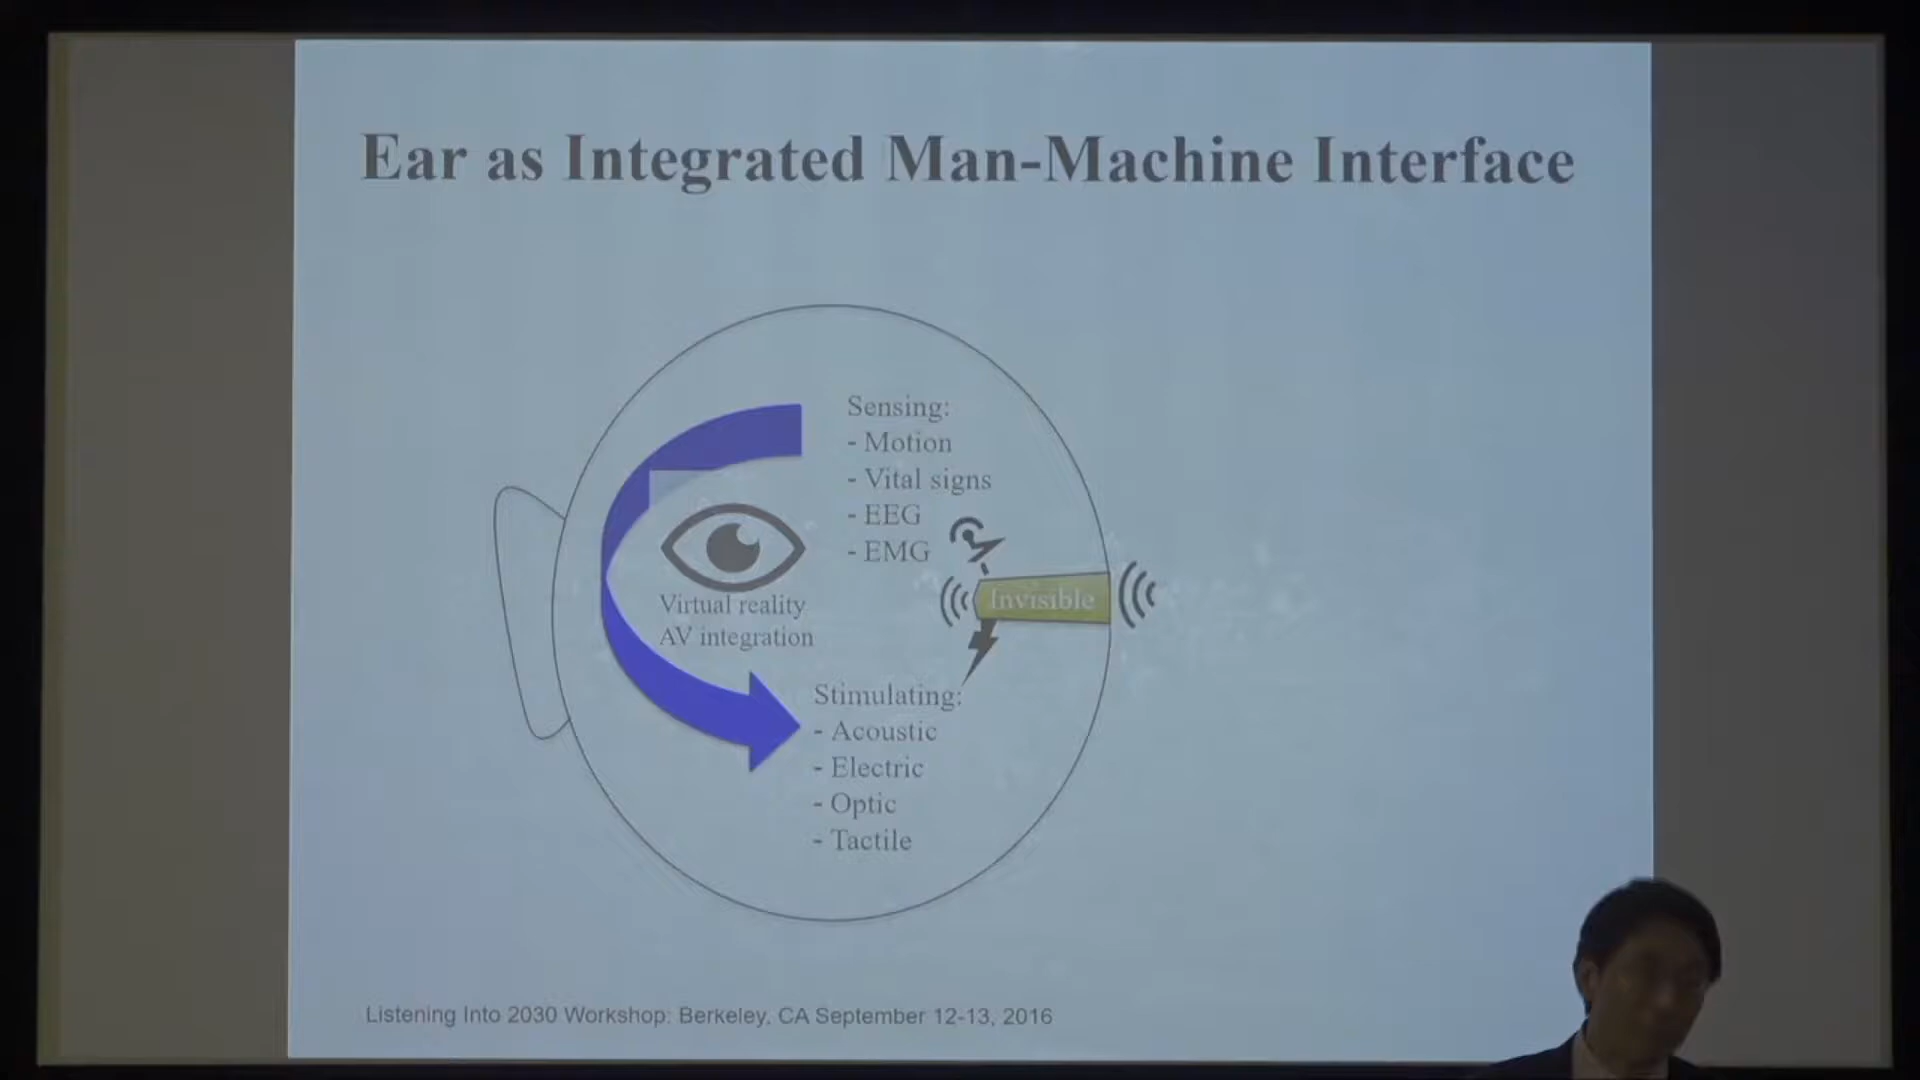 Ear as Integrated Man-Machine Interface
Sensing:
- Motion
- Vital signs
- EEG
- EMG
Invisible
Virtual reality
AV integration
Stimulating:
- Acoustic
- Electric
- Optic
- Tactile
Listening Into 2030 Workshop: Berkeley, CA September 12-13, 2016